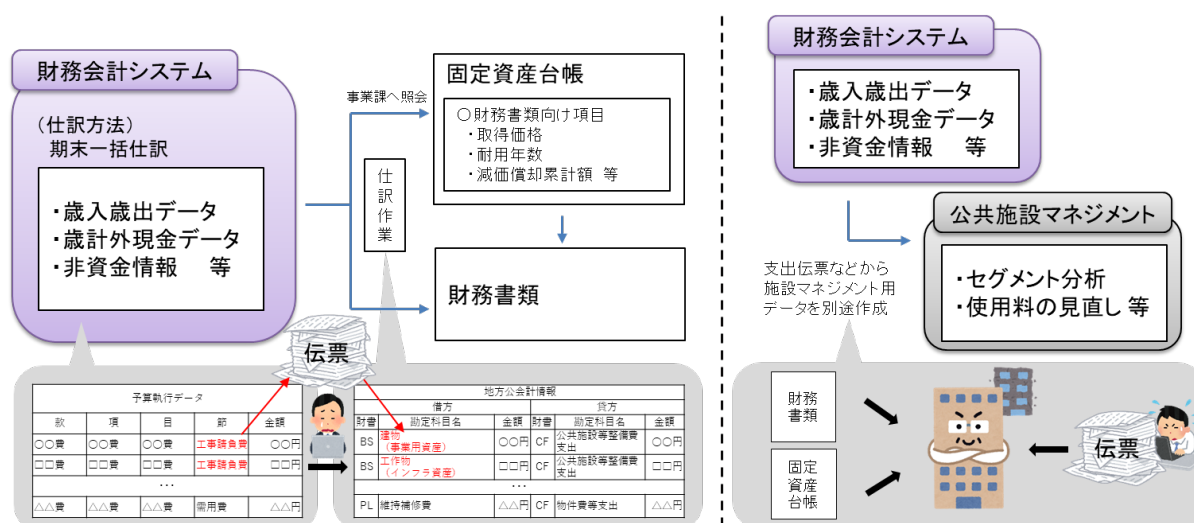 財務会計システム
（仕訳方法）
期末一括仕訳
・歳入歳出データ
・歳計外現金データ
・非資金情報　等
事業課へ照会
仕訳作業
固定資産台帳
○財務書類向け項目
・取得価格
・耐用年数
・減価償却累計額 等
財務書類
伝票
予算執行データ
款 項 目 節 金額
○○費 ○○費 ○○費 工事請負費 ○○円
□□費 □□費 □□費 工事請負費 □□円
…
△△費 △△費 △△費 需用費 △△円
地方公会計情報
借方 貸方
財書 勘定科目名 金額 財書 勘定科目名 金額
BS 建物（事業用資産） ○○円 CF 公共施設等整備費支出 ○○円
BS 工作物（インフラ資産） □□円 CF 公共施設等整備費支出 □□円
…
PL 維持補修費 △△円 CF 物件費等支出 △△円
財務会計システム
・歳入歳出データ
・歳計外現金データ
・非資金情報　等
公共施設マネジメント
・セグメント分析
・使用料の見直し 等
支出伝票などから
施設マネジメント用
データを別途作成
財務
書類
固定
資産
台帳
伝票